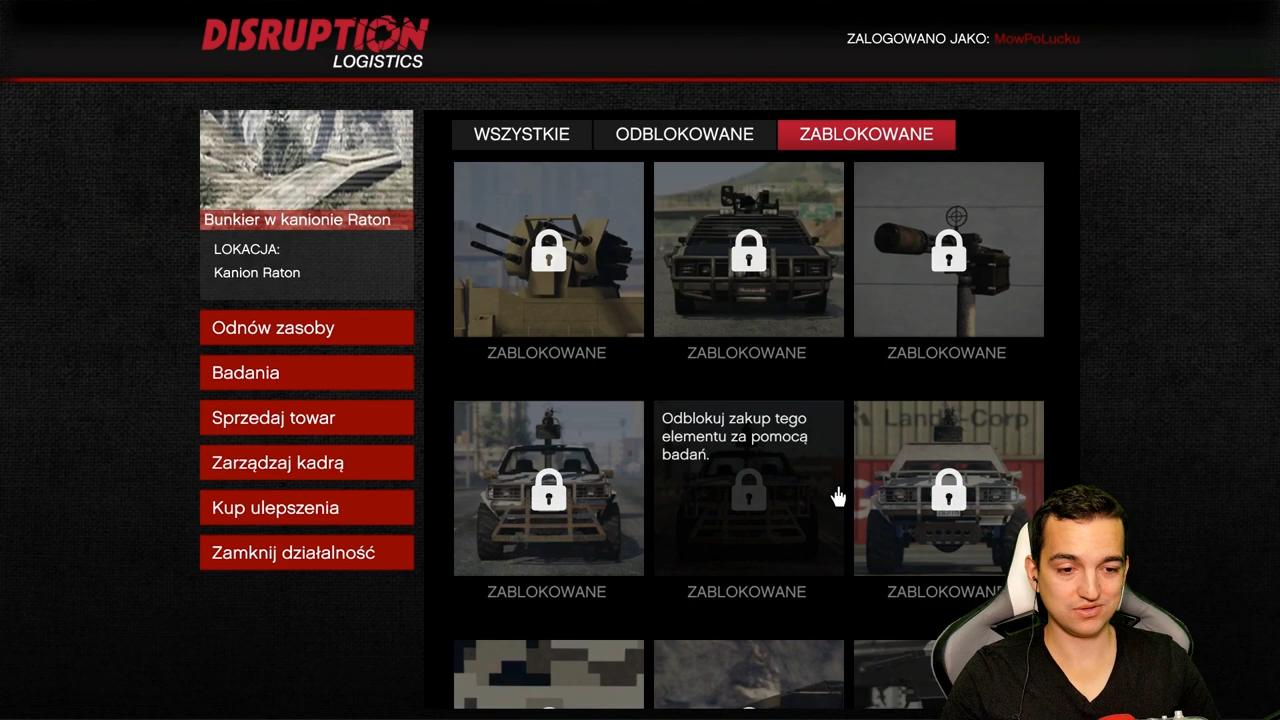 DISRUPTION
LOGISTICS
ZALOGOWANO JAKO: MowPoLucku
Bunkier w kanionie Raton
LOKACJA:
Kanion Raton
Odnów zasoby
Badania
Sprzedaj towar
Zarządzaj kadrą
Kup ulepszenia
Zamknij działalność
WSZYSTKIE
ODBLOKOWANE
ZABLOKOWANE
ZABLOKOWANE
ZABLOKOWANE
ZABLOKOWANE
Odblokuj zakup tego
elementu za pomocą
badań.
ZABLOKOWANE
ZABLOKOWANE
ZABLOKOWANE